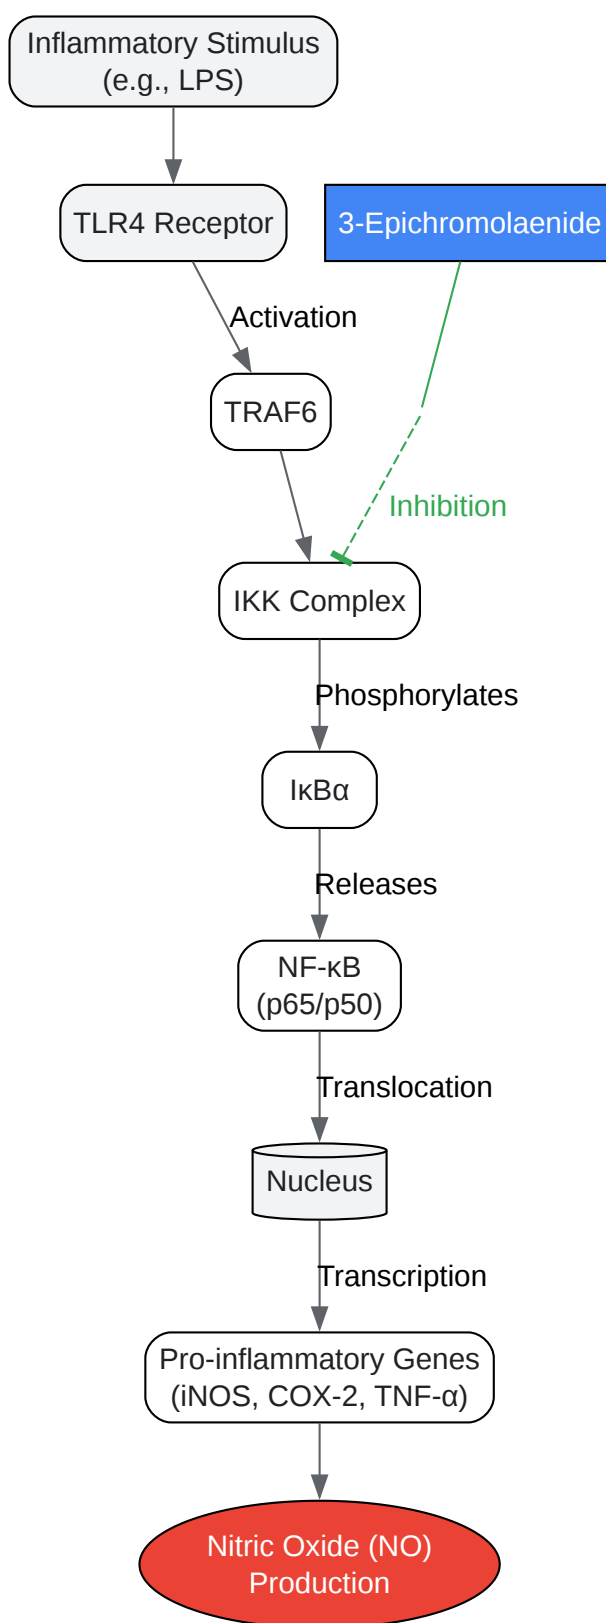 Inflammatory Stimulus
(e.g., LPS)
TLR4 Receptor
3-Epichromolaenide
Activation
TRAF6
Inhibition
IKK Complex
Phosphorylates
IκBα
Releases
NF-κB
(p65/p50)
Translocation
Nucleus
Transcription
Pro-inflammatory Genes
(iNOS, COX-2, TNF-α)
Nitric Oxide (NO)
Production